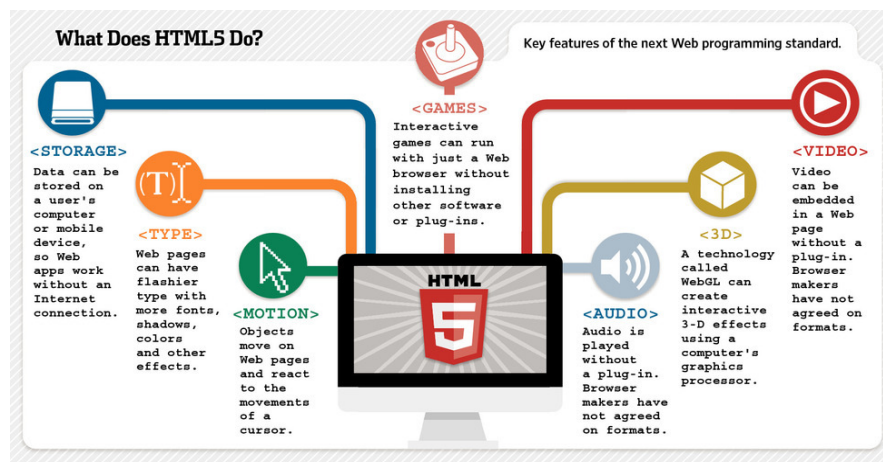 What Does HTML5 Do?
Key features of the next Web programming standard.
<STORAGE>
Data can be
stored on
a user's
computer
or mobile
device,
so Web
apps work
without an
Internet
connection.
(T)
<TYPE>
Web pages
can have
flashier
type with
more fonts,
shadows,
colors
and other
effects.
<MOTION>
Objects
move on
Web pages
and react
to the
movements
of a
cursor.
<GAMES>
Interactive
games can run
with just a Web
browser without
installing
other software
or plug-ins.
HTML
5
<AUDIO>
Audio is
played
without
a plug-in.
Browser
makers have
not agreed
on formats.
<3D>
A technology
called
WebGL can
create
interactive
3-D effects
using a
computer's
graphics
processor.
<VIDEO>
Video
can be
embedded
in a Web
page
without a
plug-in.
Browser
makers
have not
agreed on
formats.